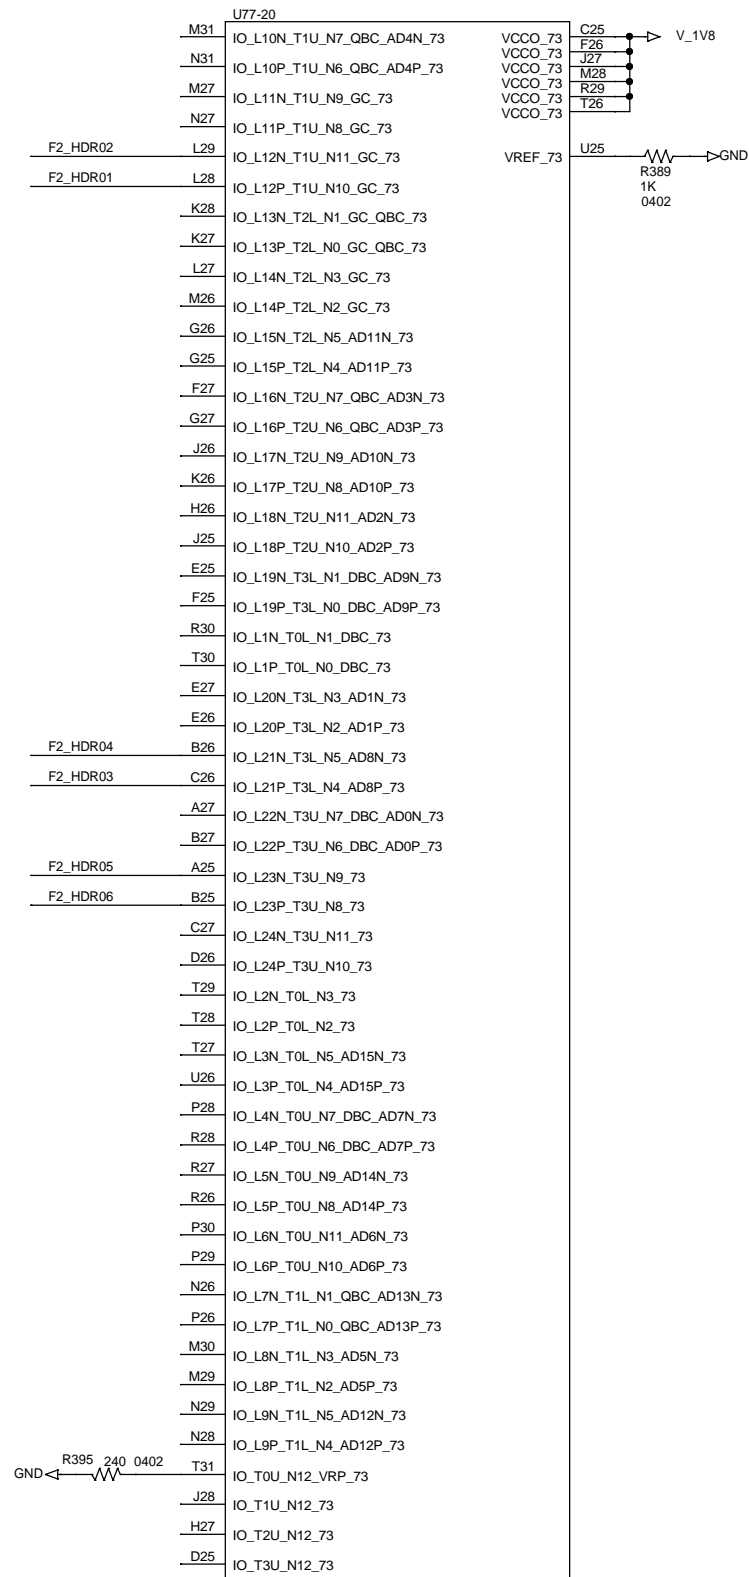 U77-20
M31 IO_L10N_T1U_N7_QBC_AD4N_73 VCCO_73 C25 V_1V8
VCCO_73 F26
N31 IO_L10P_T1U_N6_QBC_AD4P_73 VCCO_73 J27
VCCO_73 M28
M27 IO_L11N_T1U_N9_GC_73 VCCO_73 R29
VCCO_73 T26
N27 IO_L11P_T1U_N8_GC_73
F2_HDR02 L29 IO_L12N_T1U_N11_GC_73 VREF_73 U25 GND
R389
1K
0402
F2_HDR01 L28 IO_L12P_T1U_N10_GC_73
K28 IO_L13N_T2L_N1_GC_QBC_73
K27 IO_L13P_T2L_N0_GC_QBC_73
L27 IO_L14N_T2L_N3_GC_73
M26 IO_L14P_T2L_N2_GC_73
G26 IO_L15N_T2L_N5_AD11N_73
G25 IO_L15P_T2L_N4_AD11P_73
F27 IO_L16N_T2U_N7_QBC_AD3N_73
G27 IO_L16P_T2U_N6_QBC_AD3P_73
J26 IO_L17N_T2U_N9_AD10N_73
K26 IO_L17P_T2U_N8_AD10P_73
H26 IO_L18N_T2U_N11_AD2N_73
J25 IO_L18P_T2U_N10_AD2P_73
E25 IO_L19N_T3L_N1_DBC_AD9N_73
F25 IO_L19P_T3L_N0_DBC_AD9P_73
R30 IO_L1N_T0L_N1_DBC_73
T30 IO_L1P_T0L_N0_DBC_73
E27 IO_L20N_T3L_N3_AD1N_73
E26 IO_L20P_T3L_N2_AD1P_73
F2_HDR04 B26 IO_L21N_T3L_N5_AD8N_73
F2_HDR03 C26 IO_L21P_T3L_N4_AD8P_73
A27 IO_L22N_T3U_N7_DBC_AD0N_73
B27 IO_L22P_T3U_N6_DBC_AD0P_73
F2_HDR05 A25 IO_L23N_T3U_N9_73
F2_HDR06 B25 IO_L23P_T3U_N8_73
C27 IO_L24N_T3U_N11_73
D26 IO_L24P_T3U_N10_73
T29 IO_L2N_T0L_N3_73
T28 IO_L2P_T0L_N2_73
T27 IO_L3N_T0L_N5_AD15N_73
U26 IO_L3P_T0L_N4_AD15P_73
P28 IO_L4N_T0U_N7_DBC_AD7N_73
R28 IO_L4P_T0U_N6_DBC_AD7P_73
R27 IO_L5N_T0U_N9_AD14N_73
R26 IO_L5P_T0U_N8_AD14P_73
P30 IO_L6N_T0U_N11_AD6N_73
P29 IO_L6P_T0U_N10_AD6P_73
N26 IO_L7N_T1L_N1_QBC_AD13N_73
P26 IO_L7P_T1L_N0_QBC_AD13P_73
M30 IO_L8N_T1L_N3_AD5N_73
M29 IO_L8P_T1L_N2_AD5P_73
N29 IO_L9N_T1L_N5_AD12N_73
N28 IO_L9P_T1L_N4_AD12P_73
GND R395 240 0402 T31 IO_T0U_N12_VRP_73
J28 IO_T1U_N12_73
H27 IO_T2U_N12_73
D25 IO_T3U_N12_73